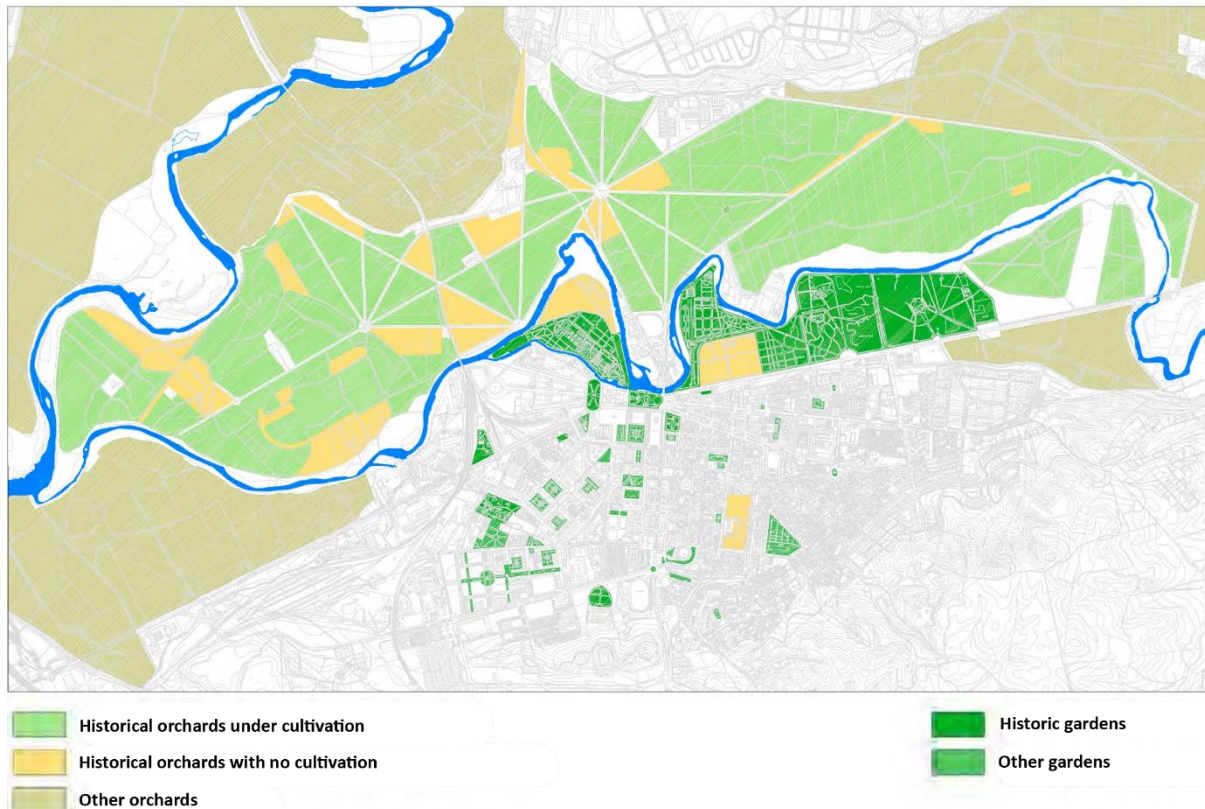 Historical orchards under cultivation
Historical orchards with no cultivation
Other orchards
Historic gardens
Other gardens